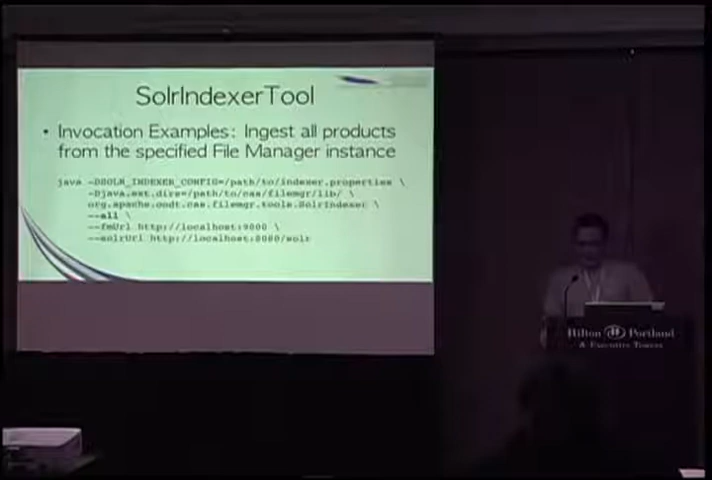 SolrIndexerTool
• Invocation Examples: Ingest all products
from the specified File Manager instance
java -DSOLR_INDEXER_CONFIG=/path/to/indexer.properties \
-Djava.ext.dirs=/path/to/cas/filemgr/lib/ \
org.apache.oodt.cas.filemgr.tools.SolrIndexer \
--all \
--fmUrl http://localhost:9000 \
--solrUrl http://localhost:8080/solr
Hilton Portland
& Executive Towers